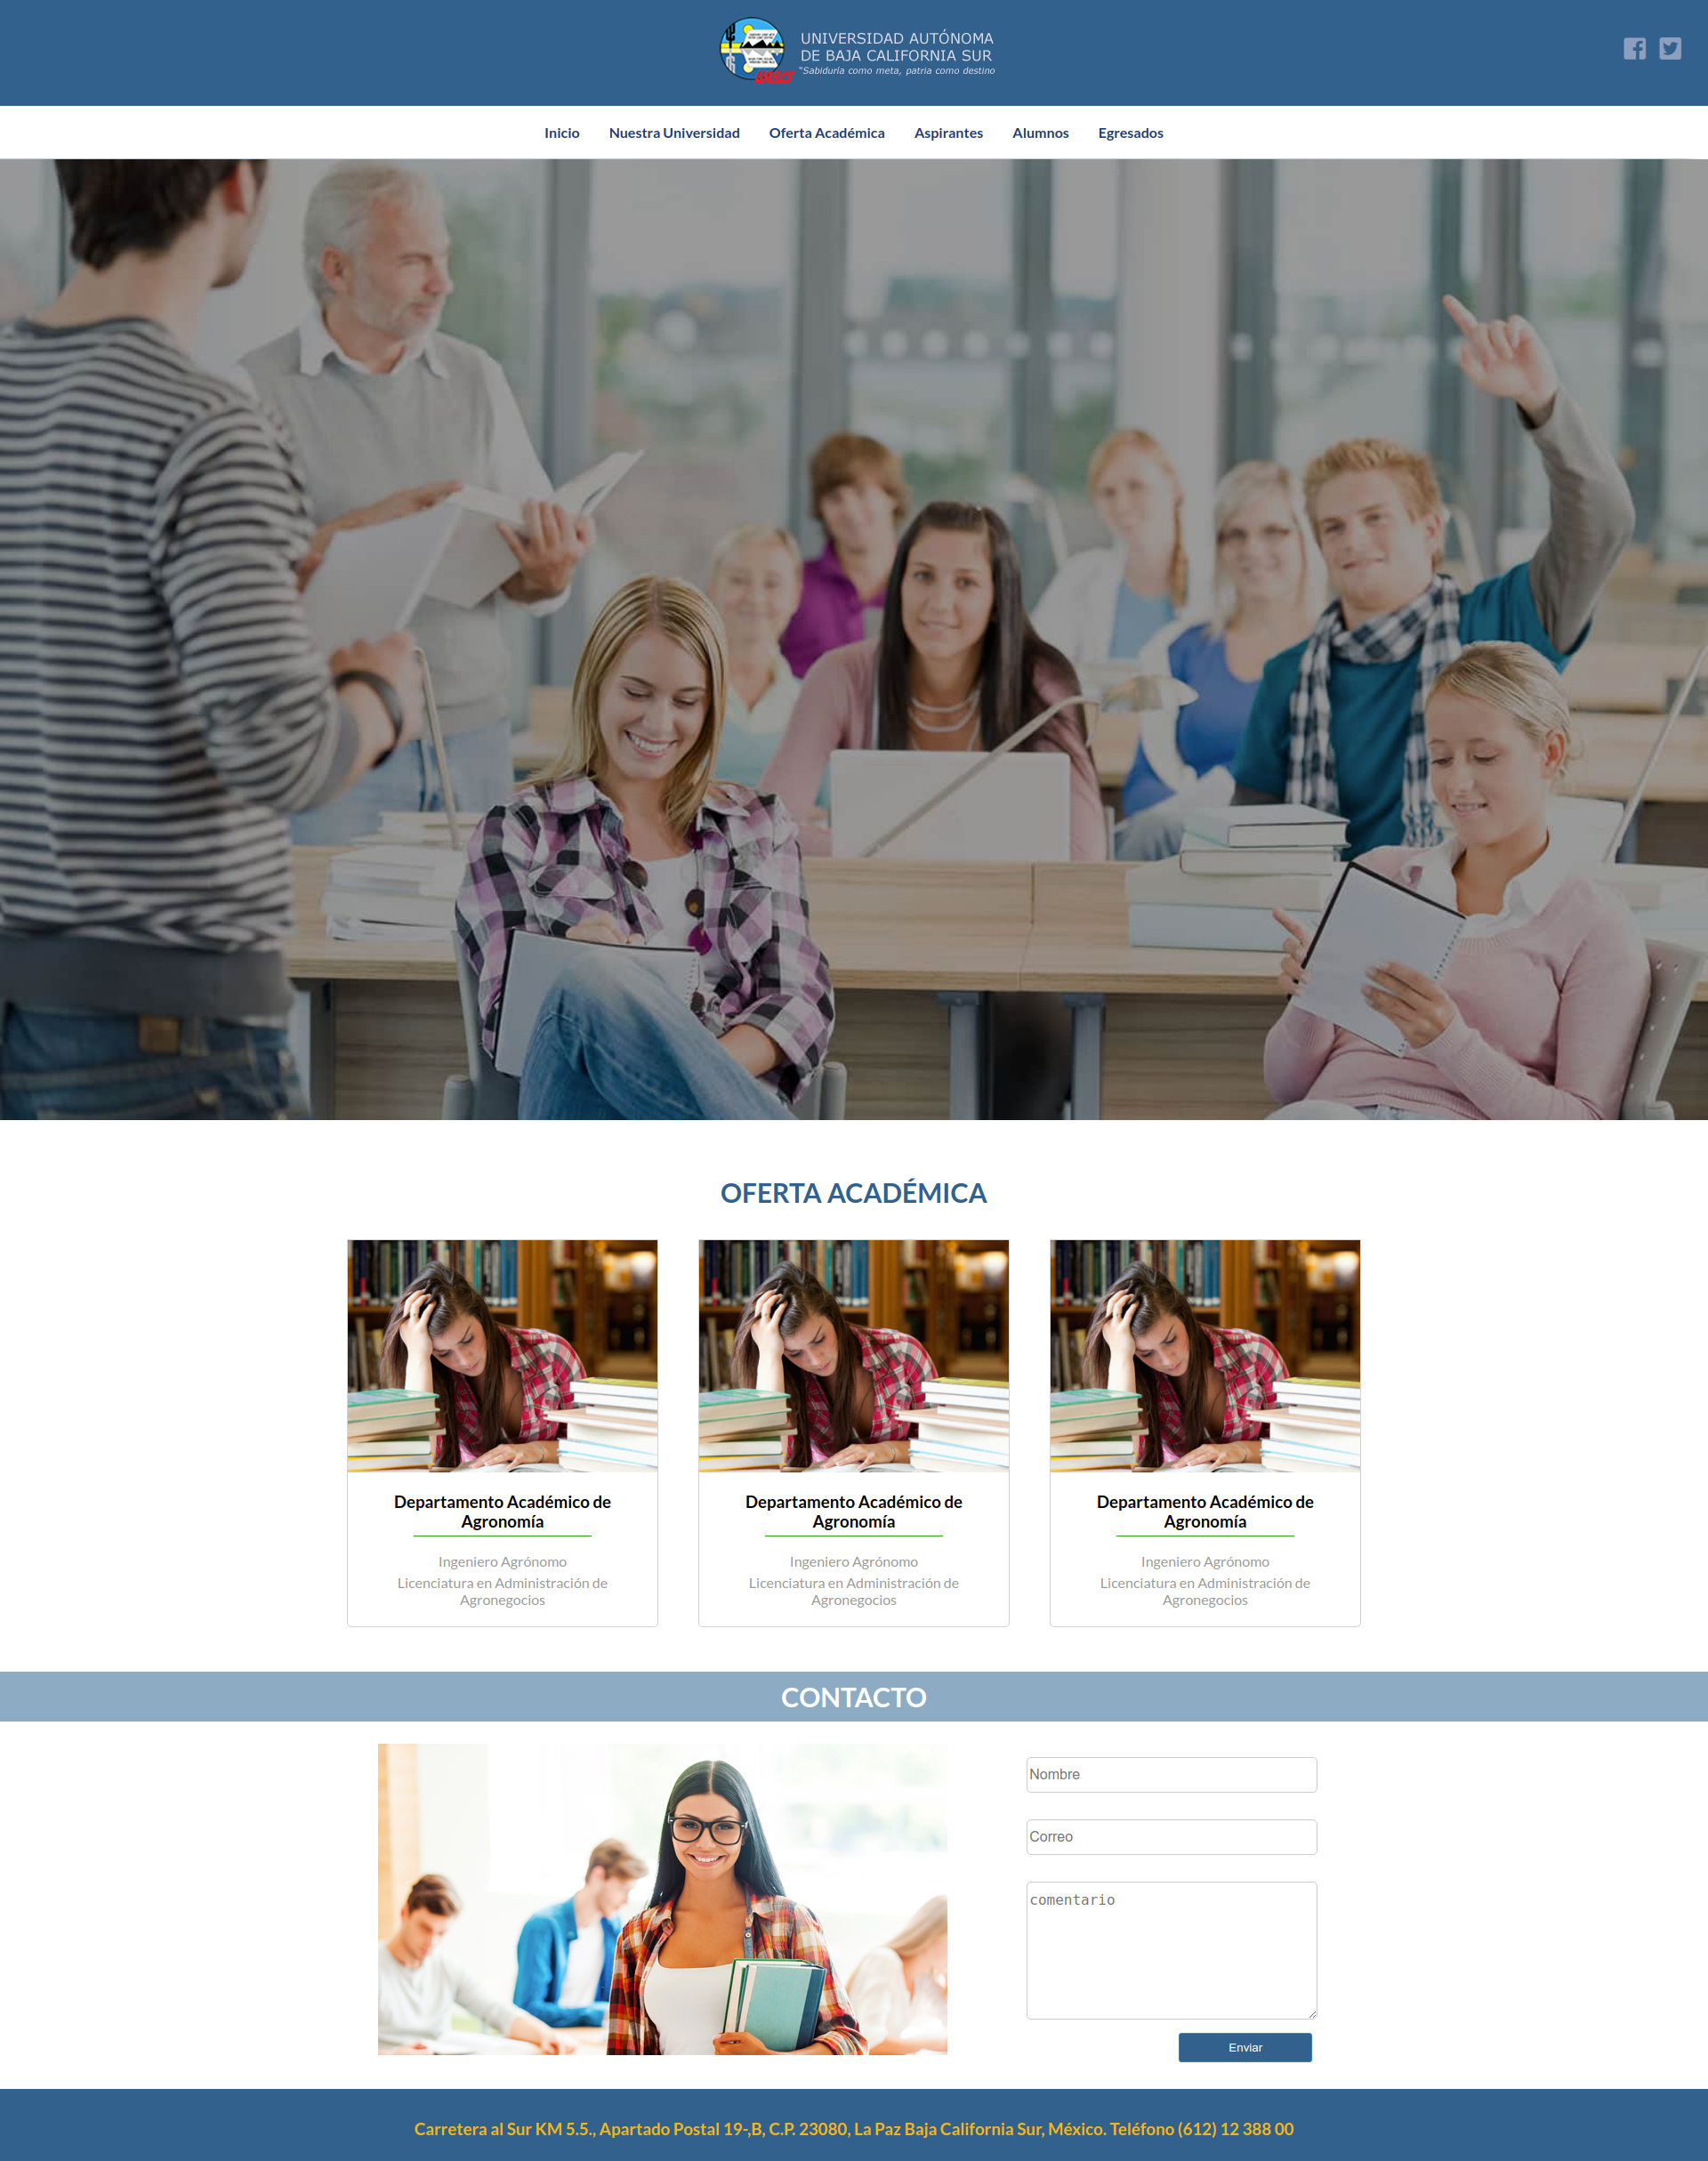 UNIVERSIDAD AUTÓNOMA
DE BAJA CALIFORNIA SUR
"Sabiduría como meta, patria como destino
Inicio Nuestra Universidad Oferta Académica Aspirantes Alumnos Egresados
OFERTA ACADÉMICA
Departamento Académico de
Agronomía
Ingeniero Agrónomo
Licenciatura en Administración de
Agronegocios
Departamento Académico de
Agronomía
Ingeniero Agrónomo
Licenciatura en Administración de
Agronegocios
Departamento Académico de
Agronomía
Ingeniero Agrónomo
Licenciatura en Administración de
Agronegocios
CONTACTO
Nombre
Correo
comentario
Enviar
Carretera al Sur KM 5.5., Apartado Postal 19-,B, C.P. 23080, La Paz Baja California Sur, México. Teléfono (612) 12 388 00